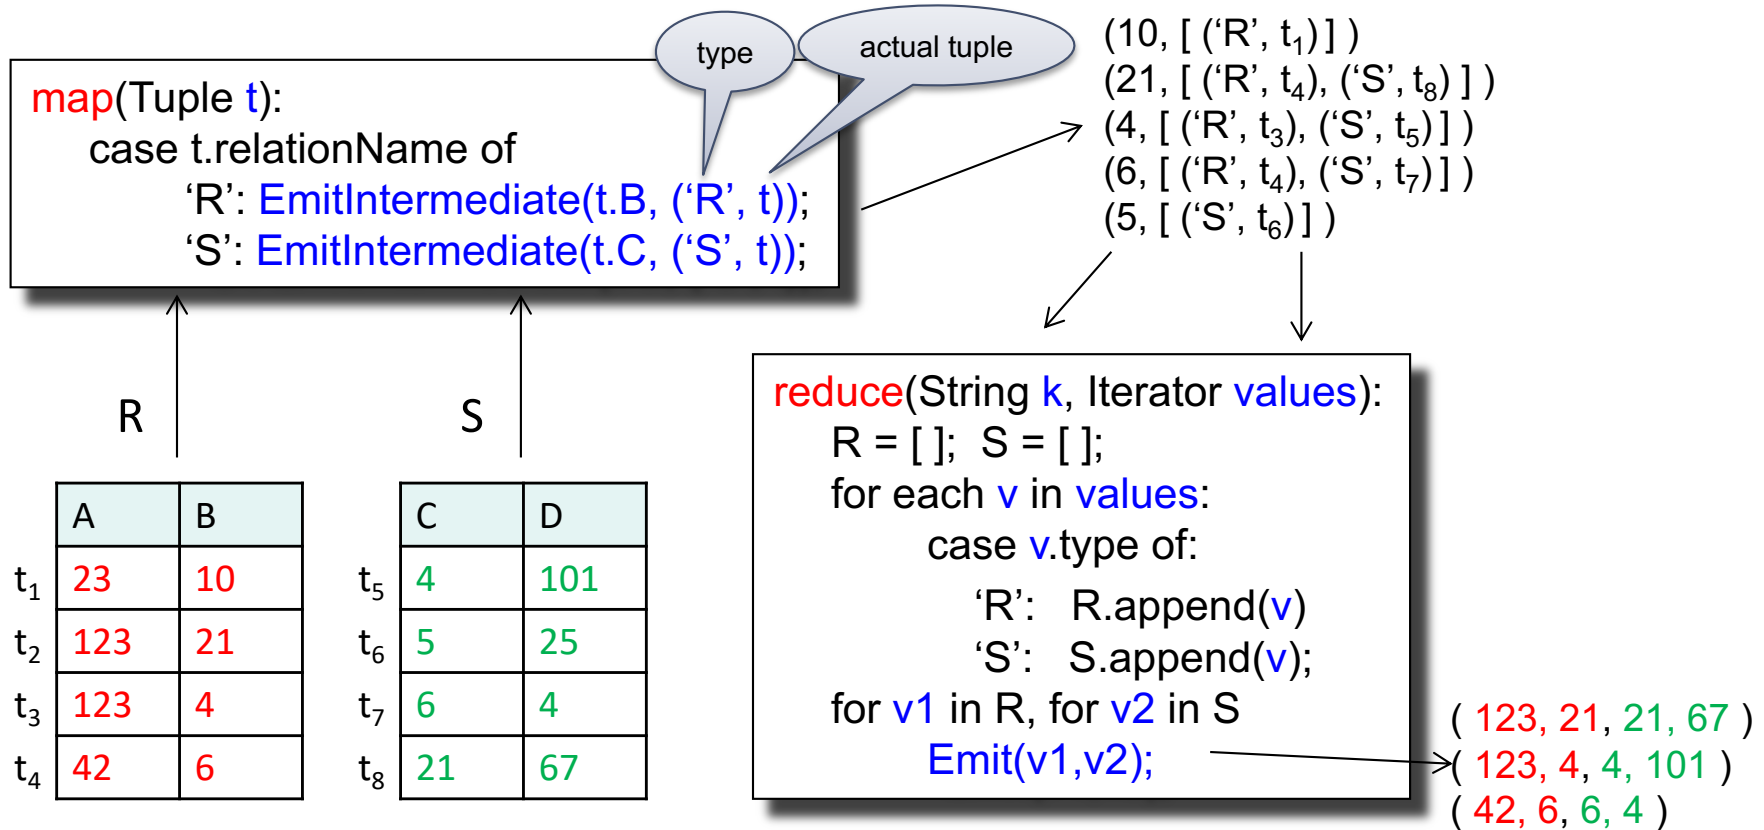 type
actual tuple
map(Tuple t):
case t.relationName of
‘R’: EmitIntermediate(t.B, (‘R’, t));
‘S’: EmitIntermediate(t.C, (‘S’, t));
(10, [ (‘R’, t1) ] )
(21, [ (‘R’, t4), (‘S’, t8) ] )
(4, [ (‘R’, t3), (‘S’, t5) ] )
(6, [ (‘R’, t4), (‘S’, t7) ] )
(5, [ (‘S’, t6) ] )
R
A B
t1 23 10
t2 123 21
t3 123 4
t4 42 6
S
C D
t5 4 101
t6 5 25
t7 6 4
t8 21 67
reduce(String k, Iterator values):
R = [ ]; S = [ ];
for each v in values:
case v.type of:
‘R’: R.append(v)
‘S’: S.append(v);
for v1 in R, for v2 in S
Emit(v1,v2);
( 123, 21, 21, 67 )
( 123, 4, 4, 101 )
( 42, 6, 6, 4 )